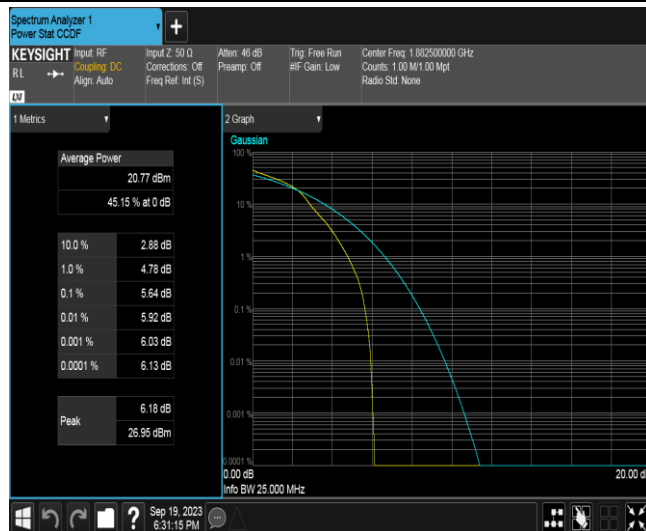 Spectrum Analyzer 1
Power Stat CCDF
+
KEYSIGHT
RL
LXI
Input: RF
Coupling: DC
Align: Auto
Input Z: 50 Ω
Corrections: Off
Freq Ref: Int (S)
Atten: 46 dB
Preamp: Off
Trig: Free Run
#IF Gain: Low
Center Freq: 1.882500000 GHz
Counts: 1.00 M/1.00 Mpt
Radio Std: None
1 Metrics
Average Power
20.77 dBm
45.15 % at 0 dB
10.0 % 2.88 dB
1.0 % 4.78 dB
0.1 % 5.64 dB
0.01 % 5.92 dB
0.001 % 6.03 dB
0.0001 % 6.13 dB
Peak 6.18 dB
26.95 dBm
2 Graph
Gaussian
100 %
10 %
1 %
0.1 %
0.01 %
0.001 %
0.0001 %
0.00 dB 20.00 d
Info BW 25.000 MHz
?
Sep 19, 2023
6:31:15 PM